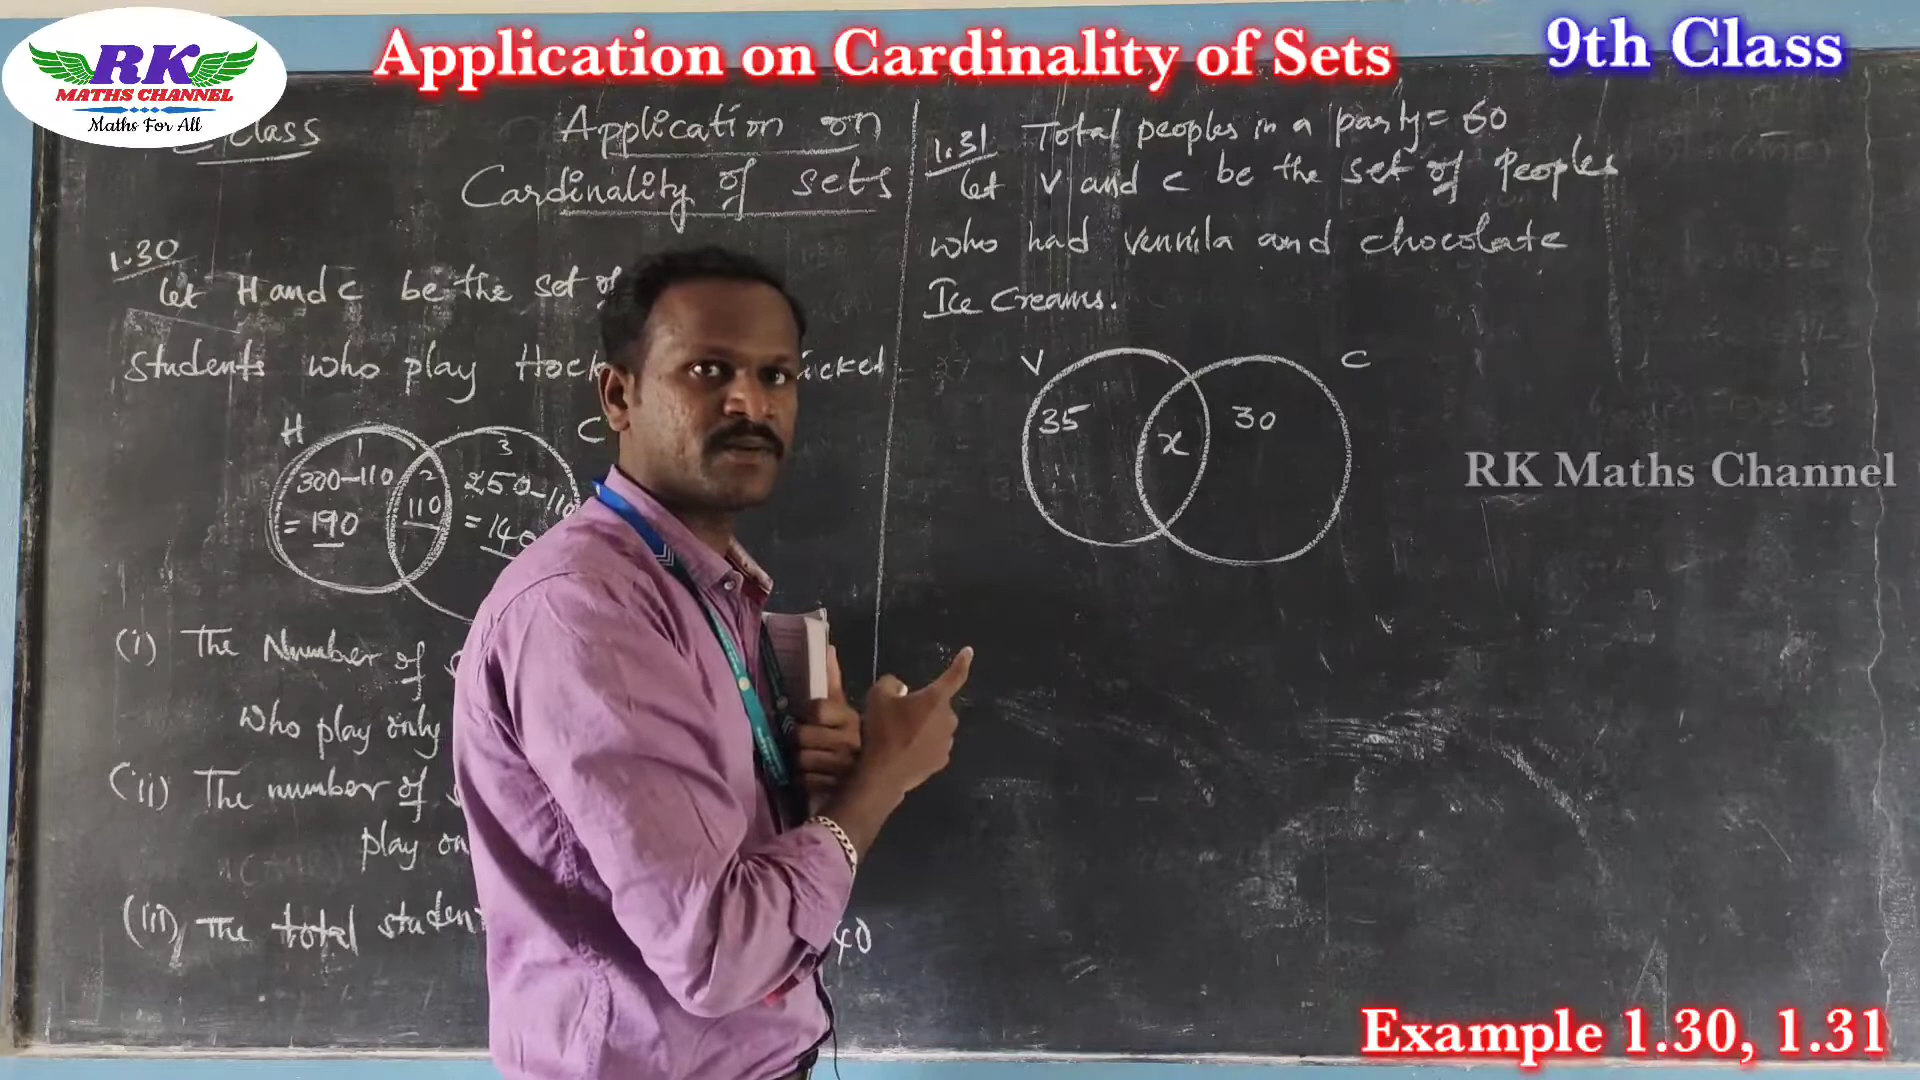 RK
MATHS CHANNEL
Maths For All
Application on Cardinality of Sets
9th Class
Class
Application on
Cardinality of sets
1.30
let H and C be the set of
students who play
H
C
1
2
3
300-110
= 190
110
250-110
= 140
(i) The Number of
who play only
(ii) The number of
play
(iii) The total
40
1.31 Total peoples in a party = 60
let V and C be the set of Peoples
who had vennila and chocolate
Ice Creams.
V
C
35
x
30
RK Maths Channel
Example 1.30, 1.31